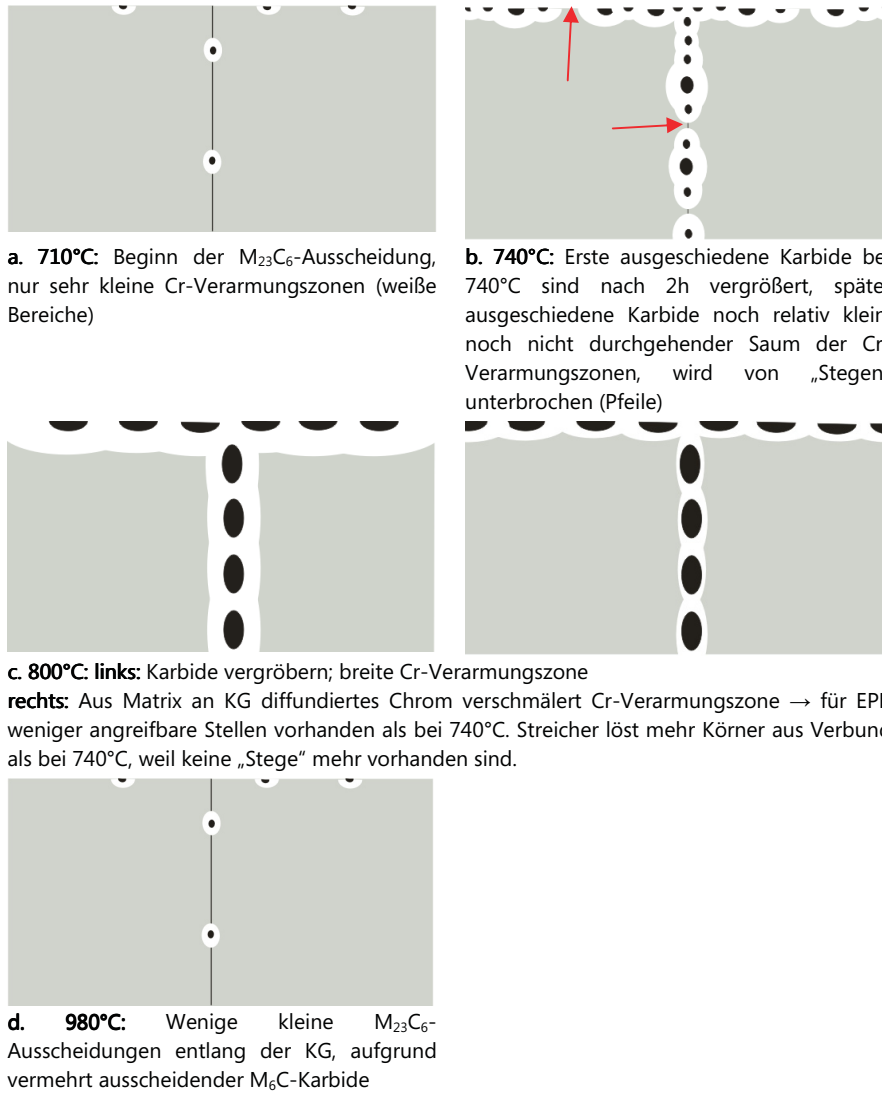 a. 710°C: Beginn der M₂₃C₆-Ausscheidung,
nur sehr kleine Cr-Verarmungszonen (weiße
Bereiche)
b. 740°C: Erste ausgeschiedene Karbide be
740°C sind nach 2h vergrößert, späte
ausgeschiedene Karbide noch relativ klein
noch nicht durchgehender Saum der Cr
Verarmungszonen, wird von „Stegen
unterbrochen (Pfeile)
c. 800°C: links: Karbide vergröbern; breite Cr-Verarmungszone
rechts: Aus Matrix an KG diffundiertes Chrom verschmälert Cr-Verarmungszone → für EPR
weniger angreifbare Stellen vorhanden als bei 740°C. Streicher löst mehr Körner aus Verbund
als bei 740°C, weil keine „Stege“ mehr vorhanden sind.
d. 980°C: Wenige kleine M₂₃C₆-
Ausscheidungen entlang der KG, aufgrund
vermehrt ausscheidender M₆C-Karbide